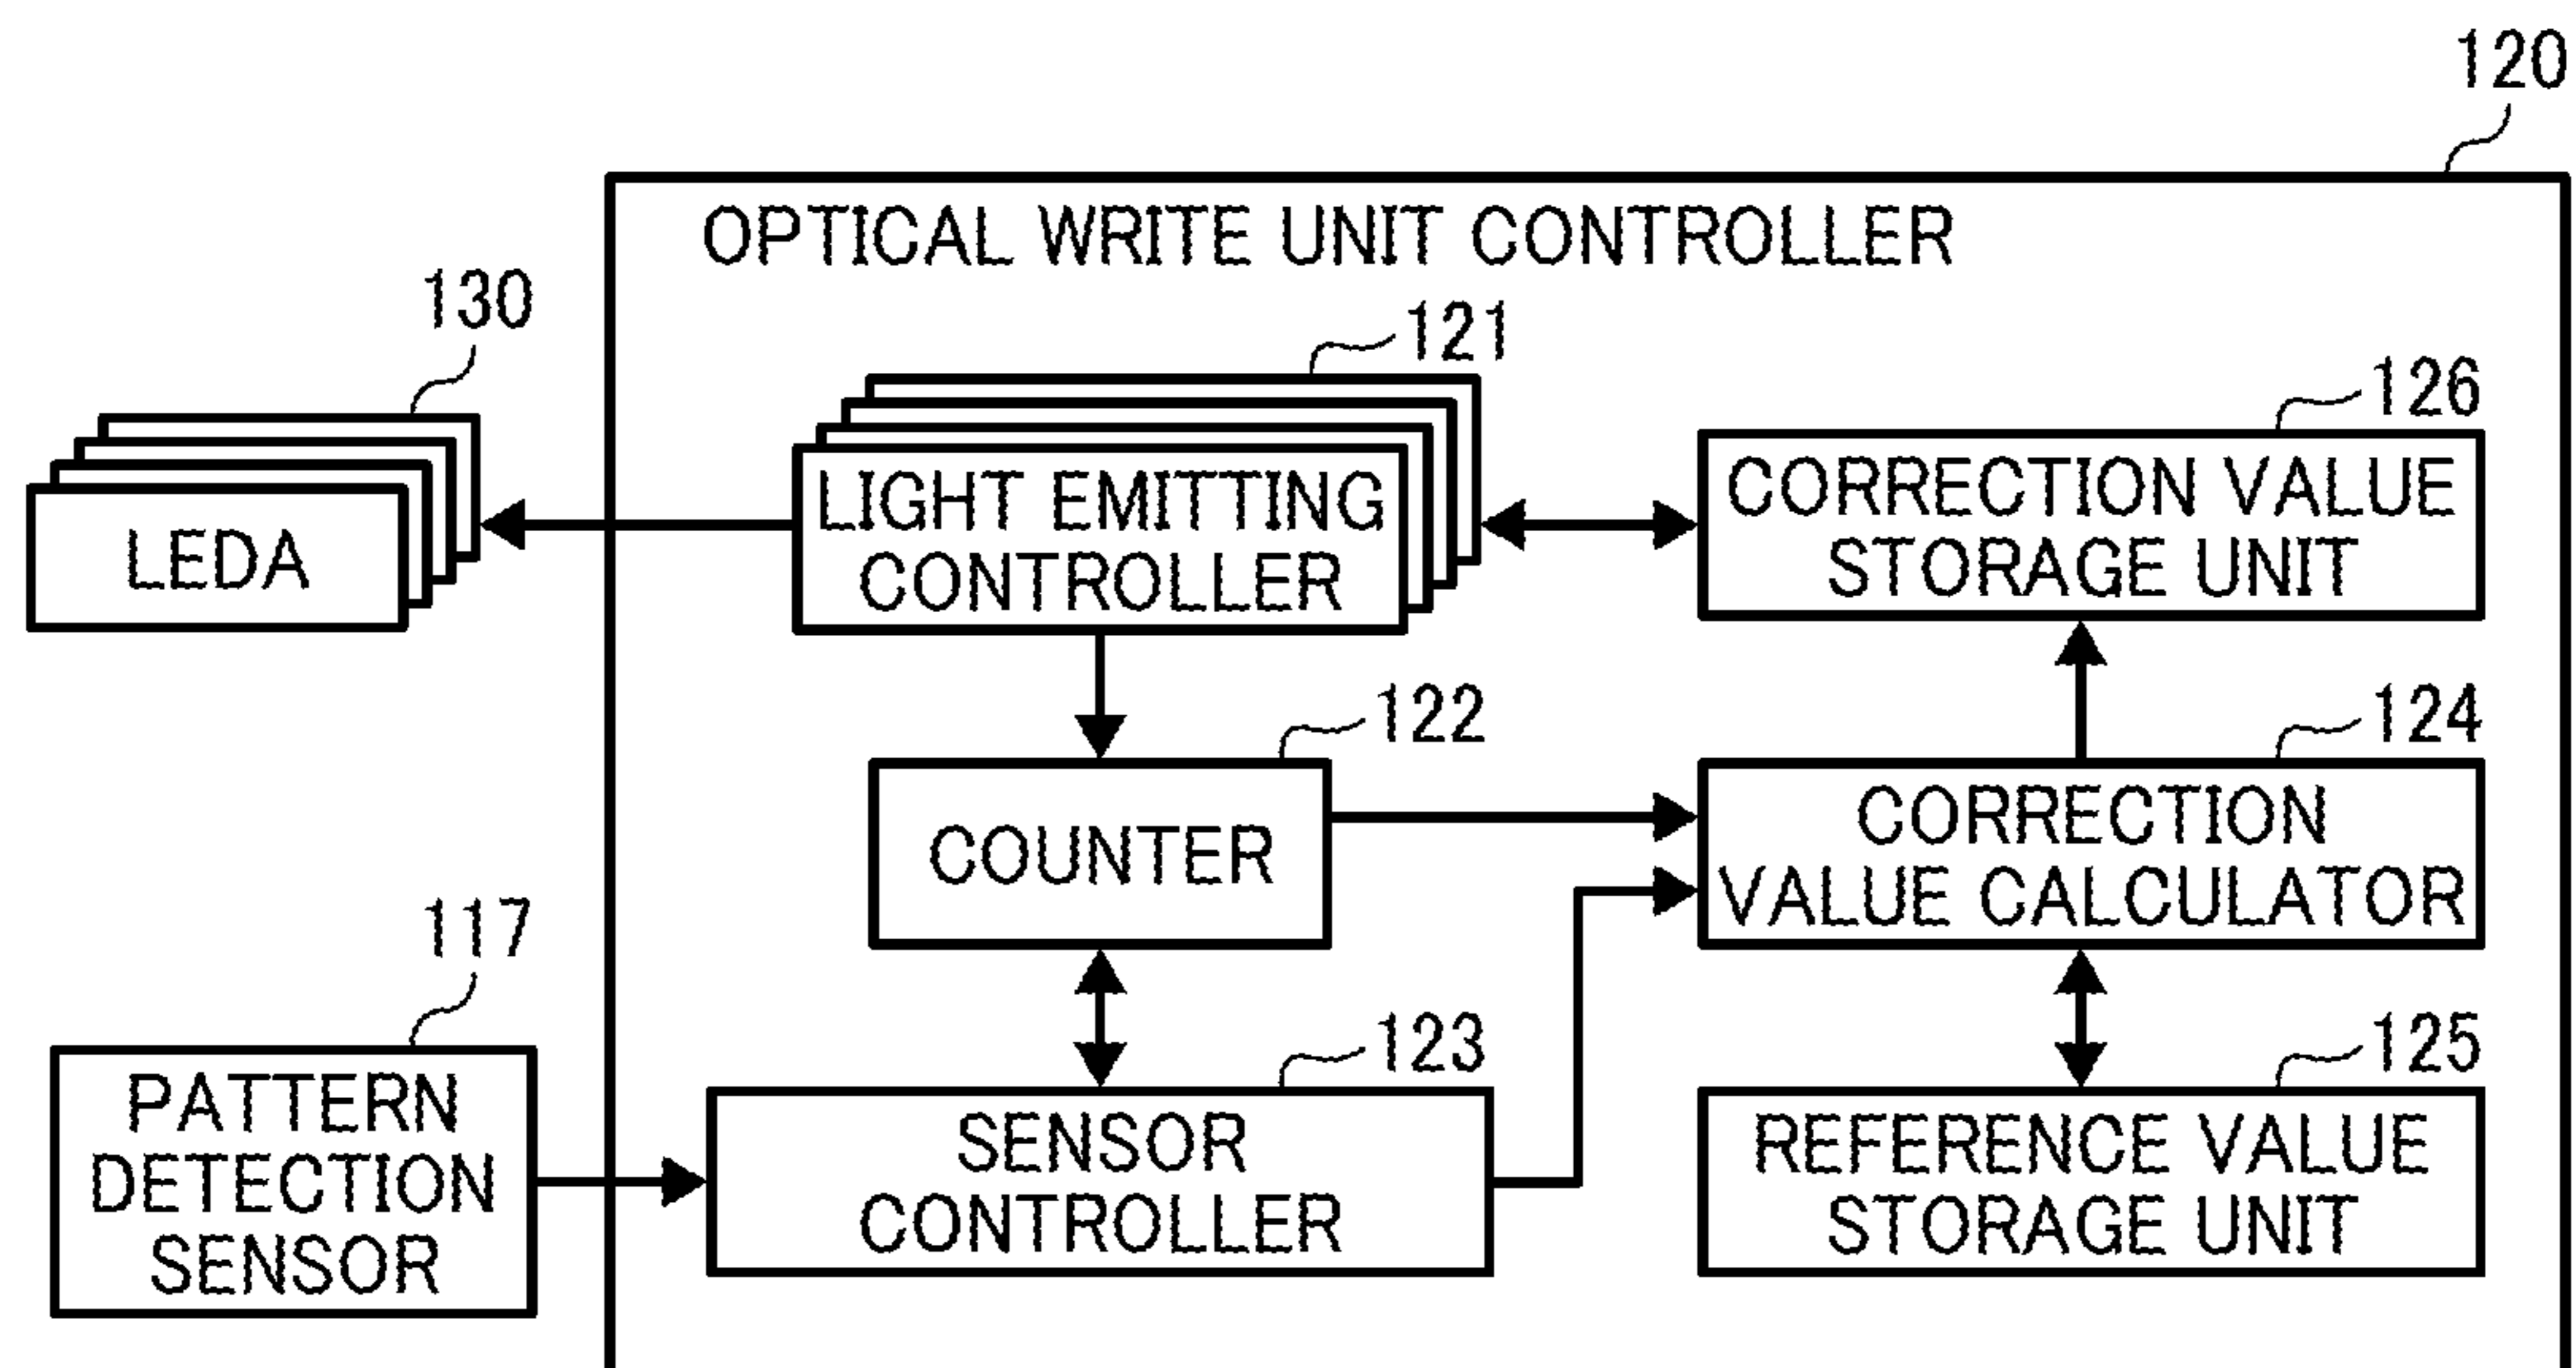 120
OPTICAL WRITE UNIT CONTROLLER
130
LEDA
121
LIGHT EMITTING
CONTROLLER
126
CORRECTION VALUE
STORAGE UNIT
122
COUNTER
124
CORRECTION
VALUE CALCULATOR
117
PATTERN
DETECTION
SENSOR
123
SENSOR
CONTROLLER
125
REFERENCE VALUE
STORAGE UNIT